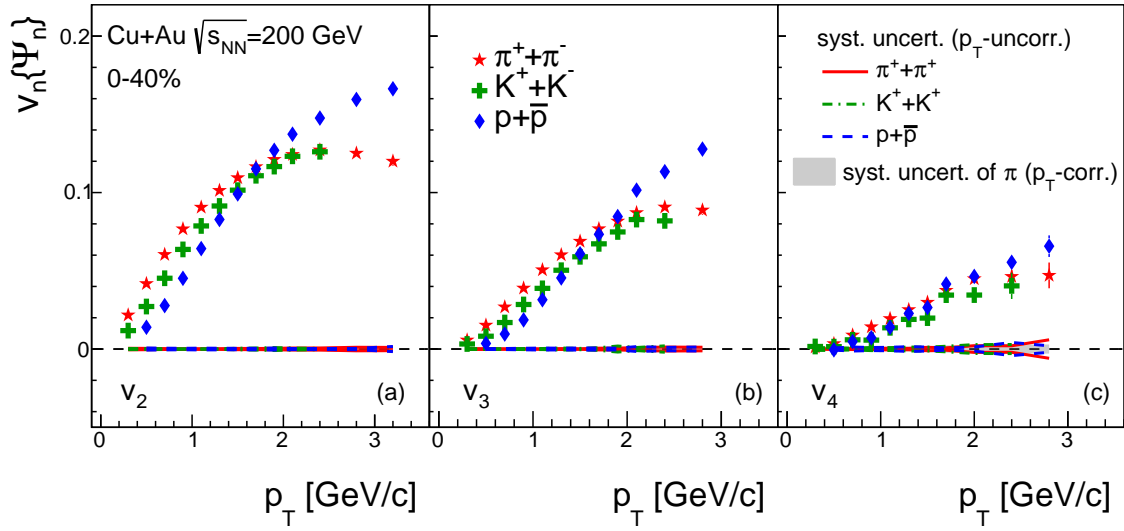 v_n{Ψ_n}
0.2
0.1
0
Cu+Au √s_NN=200 GeV
0-40%
v_2
(a)
π^+ +π^-
K^+ +K^-
p+p̅
v_3
(b)
syst. uncert. (p_T-uncorr.)
π^+ +π^+
K^+ +K^+
p+p̅
syst. uncert. of π (p_T-corr.)
v_4
(c)
0 1 2 3
0 1 2 3
0 1 2 3
p_T [GeV/c]
p_T [GeV/c]
p_T [GeV/c]